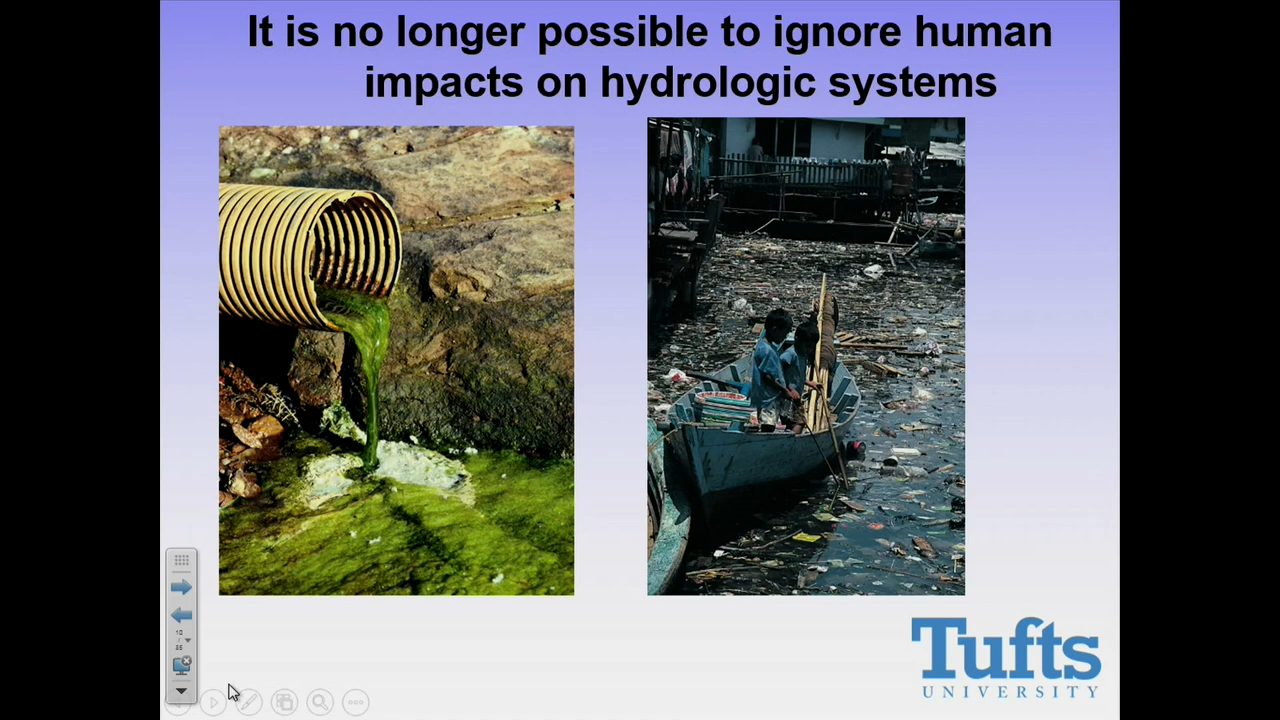 It is no longer possible to ignore human
impacts on hydrologic systems
Tufts
UNIVERSITY